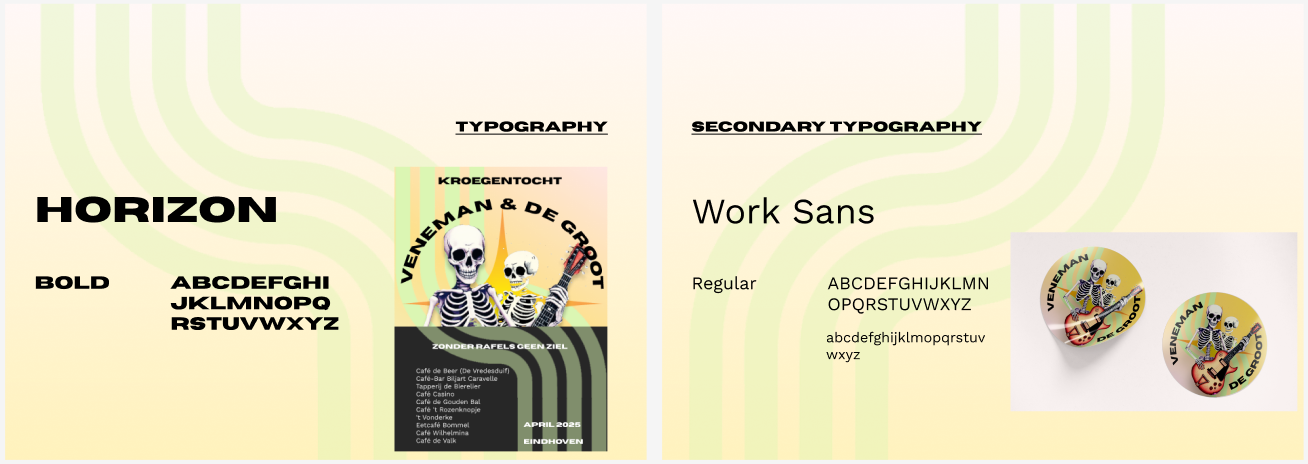 TYPOGRAPHY
HORIZON
BOLD
ABCDEFGHI
JKLMNOPQ
RSTUVWXYZ
KROEGENTOCHT
VENEMAN & DE GROOT
ZONDER RAFELS GEEN ZIEL
Café de Beer (De Vredesduif)
Café-Bar Biljart Caravelle
Tapperij de Bierelier
Café Casino
Café de Gouden Bal
Café 't Rozenknopje
't Vonderke
Eetcafé Bommel
Café Wilhelmina
Café de Valk
APRIL 2025
EINDHOVEN
SECONDARY TYPOGRAPHY
Work Sans
Regular
ABCDEFGHIJKLMN
OPQRSTUVWXYZ
abcdefghijklmopqrstuv
wxyz
VENEMAN
DE GROOT
VENEMAN
DE GROOT